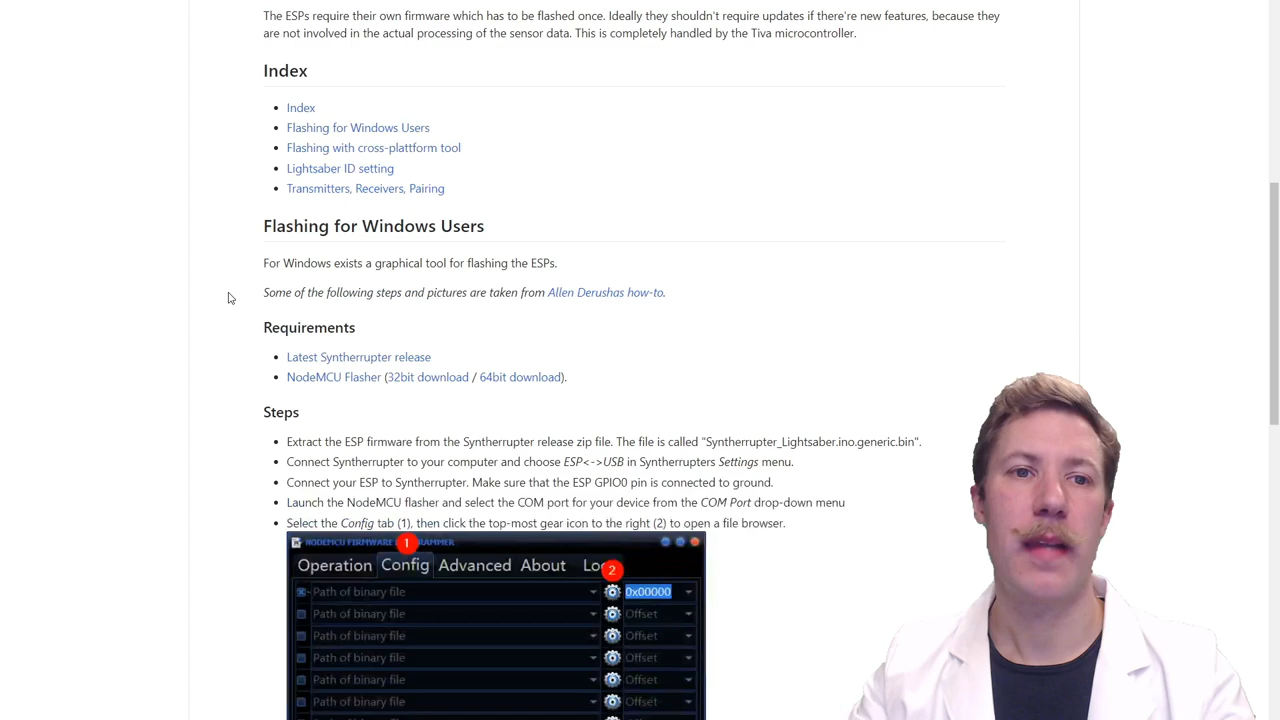 The ESPs require their own firmware which has to be flashed once. Ideally they shouldn't require updates if there're new features, because they
are not involved in the actual processing of the sensor data. This is completely handled by the Tiva microcontroller.
Index
Index
Flashing for Windows Users
Flashing with cross-plattform tool
Lightsaber ID setting
Transmitters, Receivers, Pairing
Flashing for Windows Users
For Windows exists a graphical tool for flashing the ESPs.
Some of the following steps and pictures are taken from Allen Derushas how-to.
Requirements
Latest Syntherrupter release
NodeMCU Flasher (32bit download / 64bit download).
Steps
Extract the ESP firmware from the Syntherrupter release zip file. The file is called "Syntherrupter_Lightsaber.ino.generic.bin".
Connect Syntherrupter to your computer and choose ESP<->USB in Syntherrupters Settings menu.
Connect your ESP to Syntherrupter. Make sure that the ESP GPIO0 pin is connected to ground.
Launch the NodeMCU flasher and select the COM port for your device from the COM Port drop-down menu
Select the Config tab (1), then click the top-most gear icon to the right (2) to open a file browser.
NODEMCU FIRMWARE
1
Operation Config Advanced About
2
Path of binary file 0x00000
Path of binary file Offset
Path of binary file Offset
Path of binary file Offset
Path of binary file Offset
Path of binary file Offset